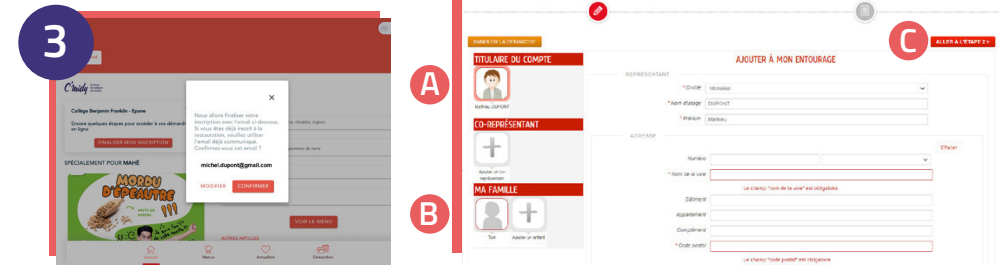 3
C'midy
Collège Benjamin Franklin - Epone
Encore quelques étapes pour accéder à vos démarches
en ligne
FINALISER MON INSCRIPTION
SPÉCIALEMENT POUR MAHÉ
MORDU
D'ÉPEAUTRE
Nous allons finaliser votre
inscription avec l'email ci-dessous.
Si vous êtes déjà inscrit à la
restauration, veuillez utiliser
l'email déjà communiqué.
Confirmez-vous cet email ?
michel.dupont@gmail.com
MODIFIER
CONFIRMER
VOIR LE MENU
AUTRES ARTICLES
Accueil
Menus
Actualités
Démarches
A
B
C
ANNULER LA DÉMARCHE
ALLER À L'ÉTAPE 2 >
TITULAIRE DU COMPTE
Mathieu DUPONT
CO-REPRÉSENTANT
Ajouter un co-
représentant
MA FAMILLE
Tom
Ajouter un enfant
AJOUTER À MON ENTOURAGE
REPRÉSENTANT
* Civilité
Monsieur
* Nom d'usage
DUPONT
* Prénom
Mathieu
ADRESSE
Effacer
Numéro
* Nom de la voie
Le champ "nom de la voie" est obligatoire.
Bâtiment
Appartement
Complément
* Code postal
Le champ "code postal" est obligatoire